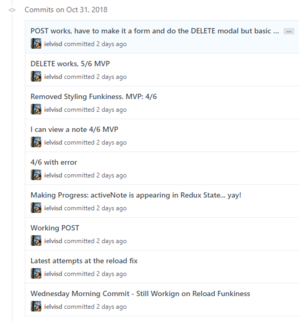 Commits on Oct 31, 2018
POST works, have to make it a form and do the DELETE modal but basic ...
ielvisd committed 2 days ago
DELETE works, 5/6 MVP
ielvisd committed 2 days ago
Removed Styling Funkiness. MVP: 4/6
ielvisd committed 2 days ago
I can view a note 4/6 MVP
ielvisd committed 2 days ago
4/6 with error
ielvisd committed 2 days ago
Making Progress: activeNote is appearing in Redux State... yay!
ielvisd committed 2 days ago
Working POST
ielvisd committed 2 days ago
Latest attempts at the reload fix
ielvisd committed 2 days ago
Wednesday Morning Commit - Still Workign on Reload Funkiness
ielvisd committed 2 days ago